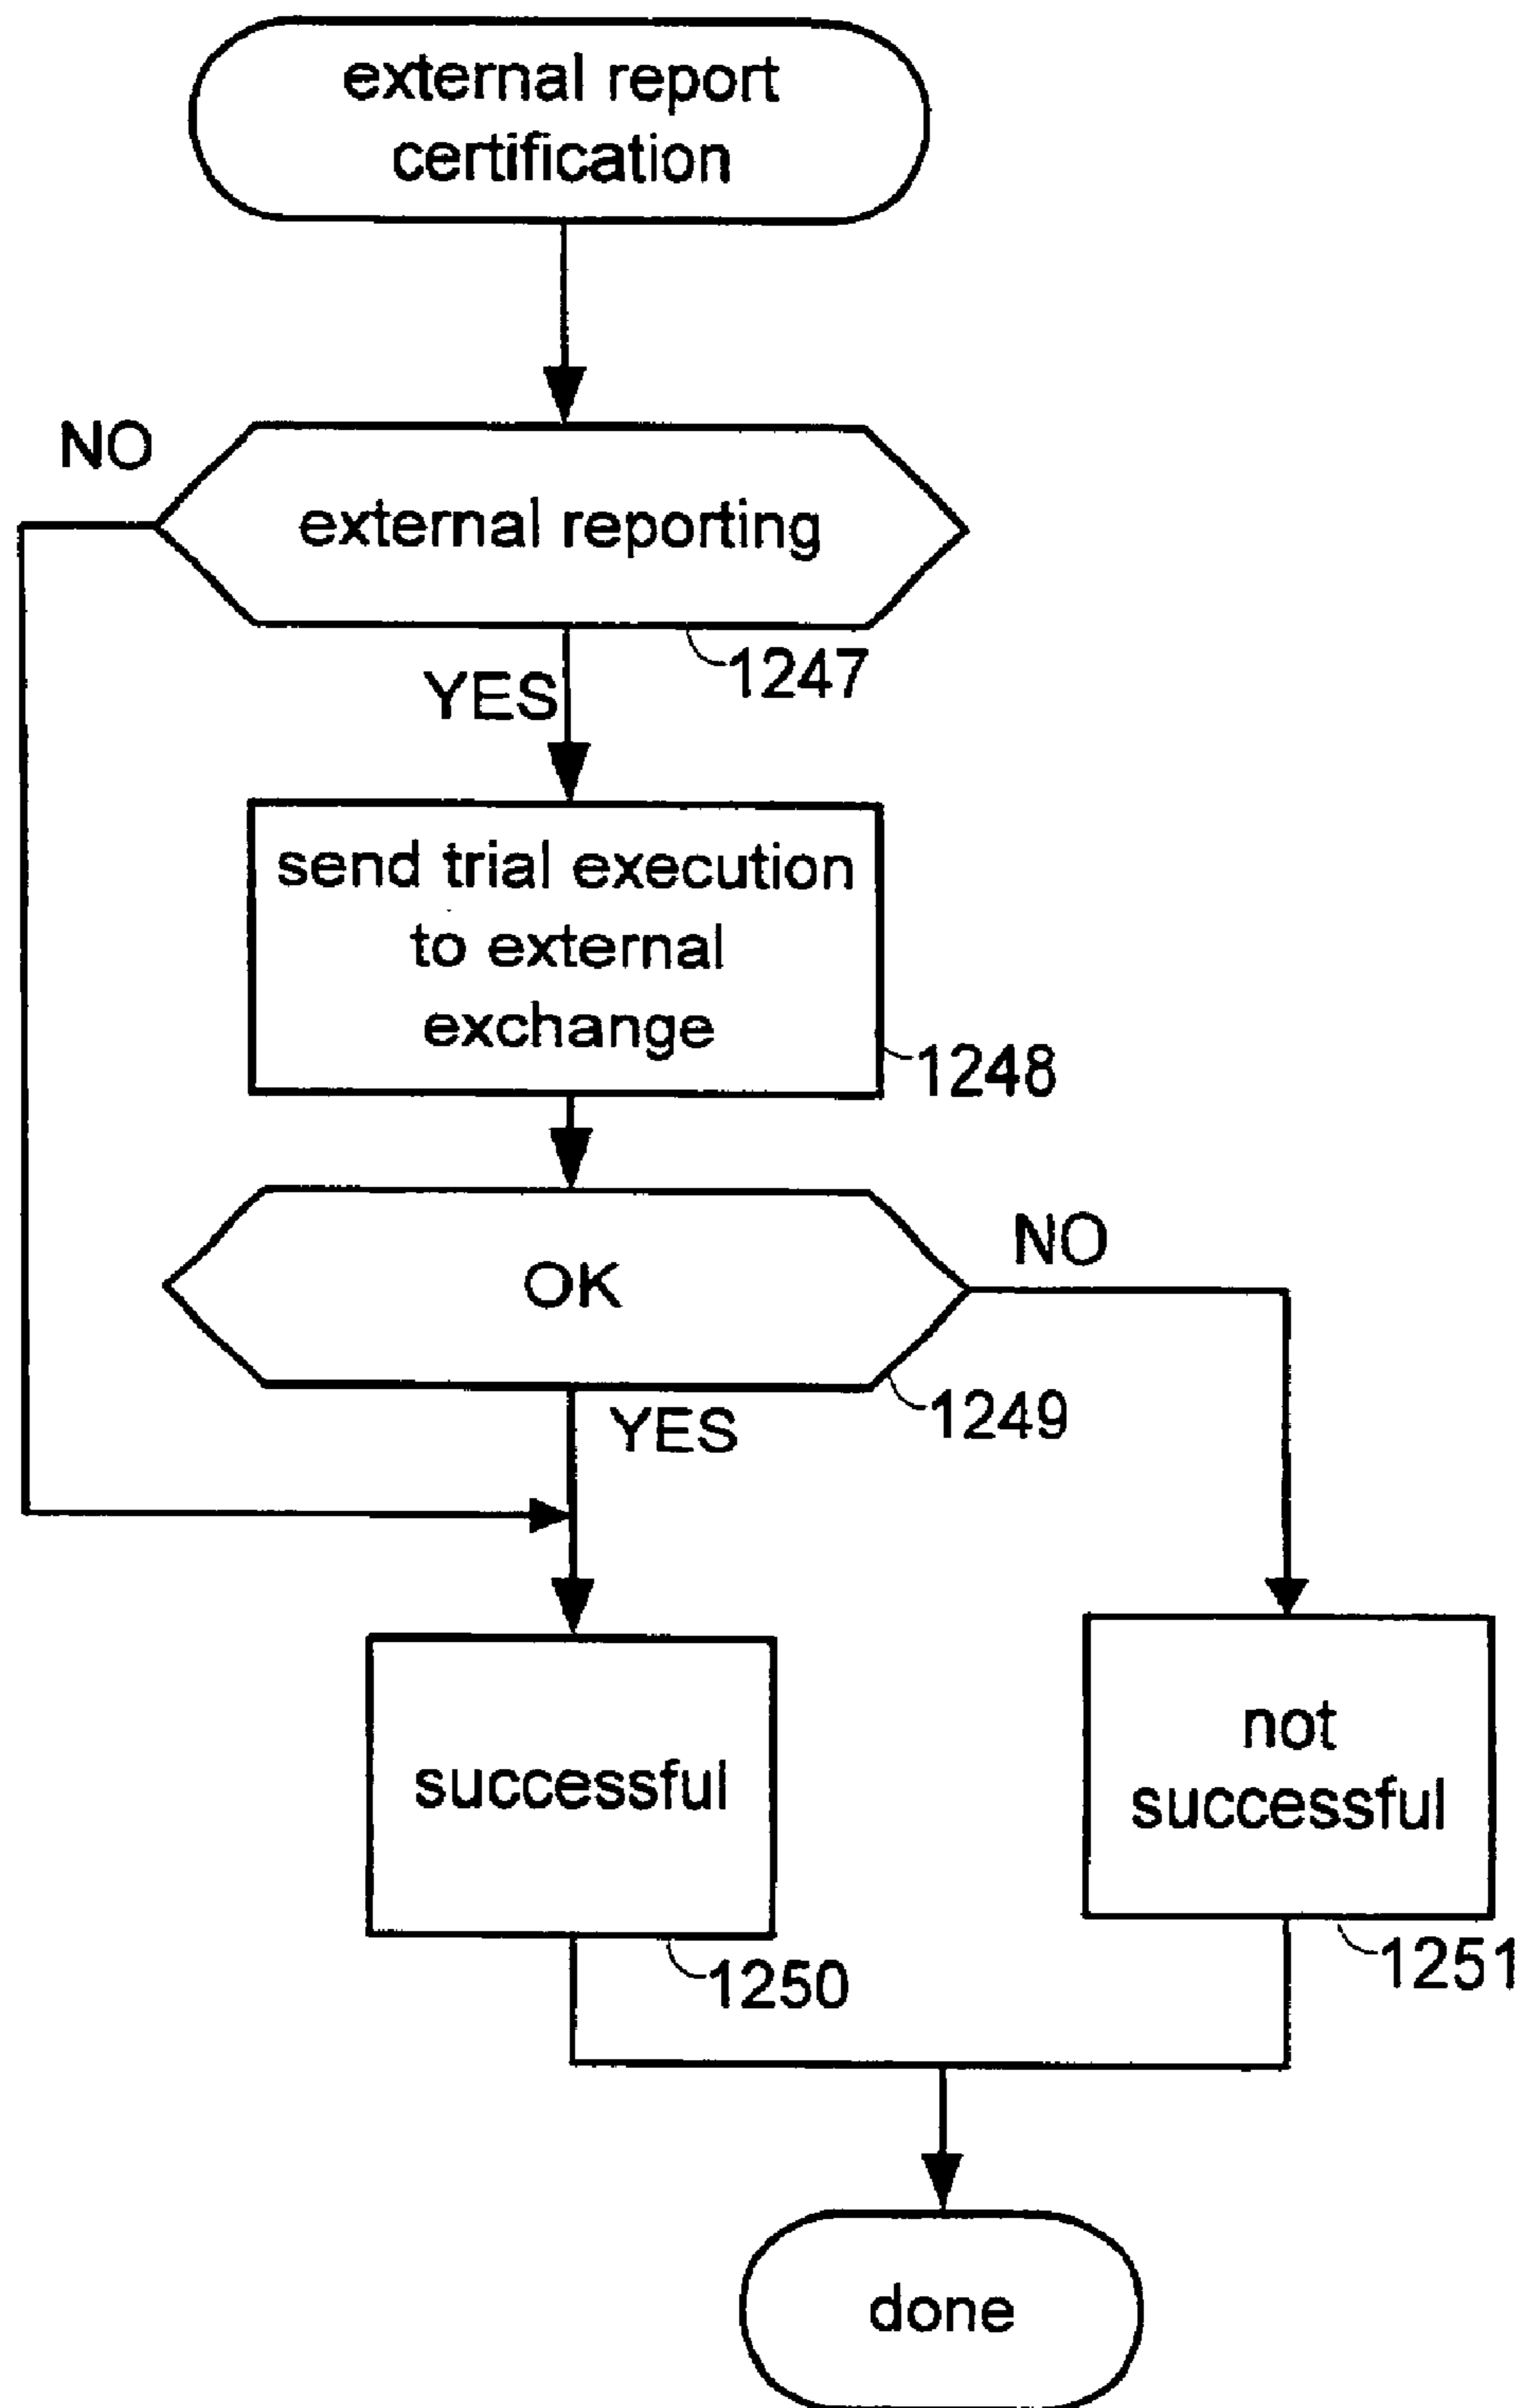 external report
certification
NO
external reporting
1247
YES
send trial execution
to external
exchange
1248
OK
NO
1249
YES
successful
not
successful
1250
1251
done